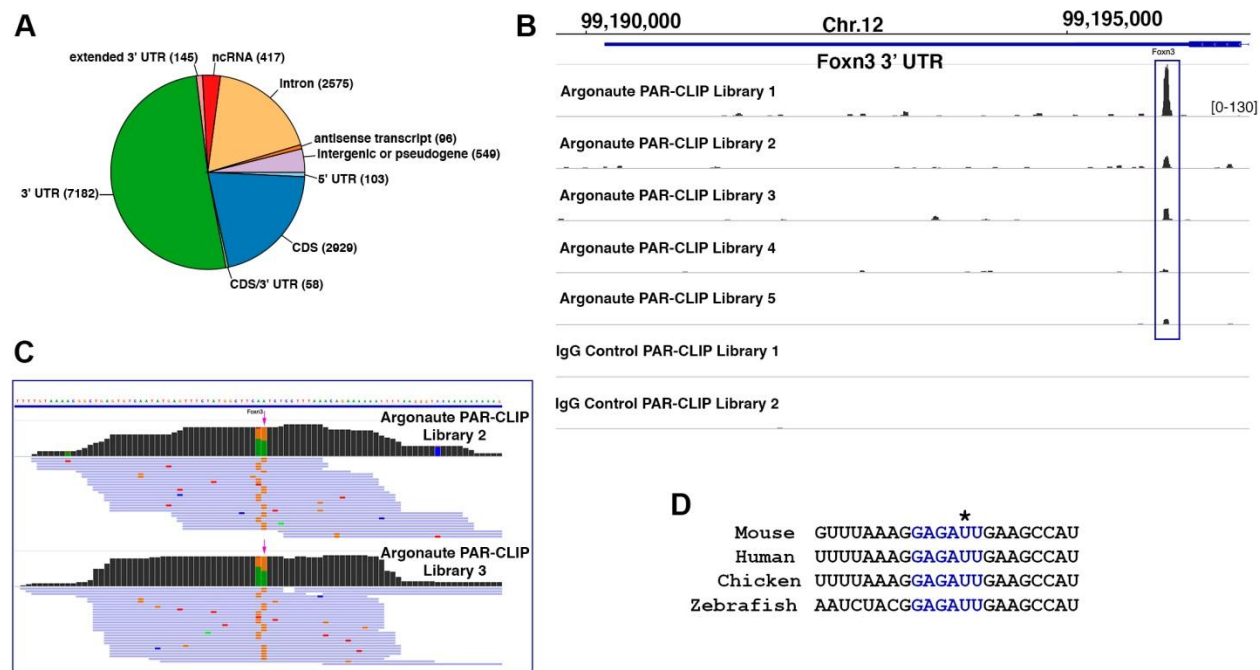 A
extended 3' UTR (145)
ncRNA (417)
Intron (2575)
antisense transcript (96)
Intergenic or pseudogene (549)
5' UTR (103)
3' UTR (7182)
CDS (2929)
CDS/3' UTR (58)
B
99,190,000 Chr.12 99,195,000
Foxn3
Foxn3 3' UTR
Argonaute PAR-CLIP Library 1
[0-130]
Argonaute PAR-CLIP Library 2
Argonaute PAR-CLIP Library 3
Argonaute PAR-CLIP Library 4
Argonaute PAR-CLIP Library 5
IgG Control PAR-CLIP Library 1
IgG Control PAR-CLIP Library 2
C
Foxn3
Argonaute PAR-CLIP
Library 2
Argonaute PAR-CLIP
Library 3
D
*
Mouse GUUUAAAGGAGAUUGAAGCCAU
Human UUUUAAAGGAGAUUGAAGCCAU
Chicken UUUUAAAGGAGAUUGAAGCCAU
Zebrafish AAUCUACGGAGAUUGAAGCCAU